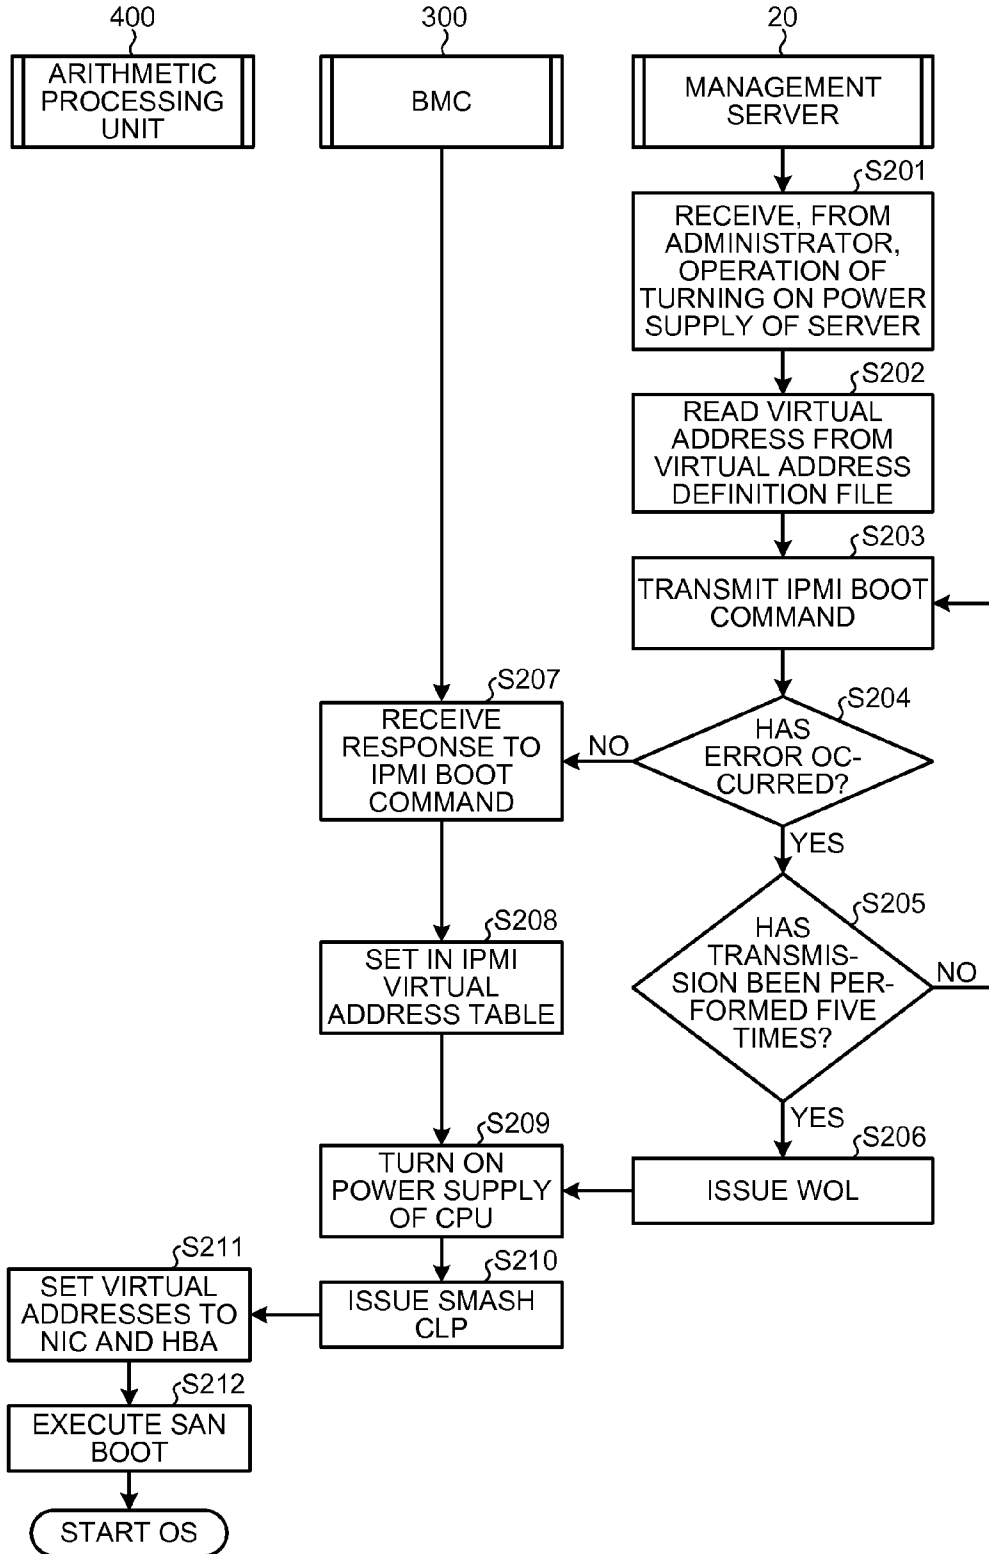 400
300
20
ARITHMETIC
PROCESSING
UNIT
BMC
MANAGEMENT
SERVER
S201
RECEIVE, FROM
ADMINISTRATOR,
OPERATION OF
TURNING ON POWER
SUPPLY OF SERVER
S202
READ VIRTUAL
ADDRESS FROM
VIRTUAL ADDRESS
DEFINITION FILE
S203
TRANSMIT IPMI BOOT
COMMAND
S204
HAS
ERROR OC-
CURRED?
NO
YES
S207
RECEIVE
RESPONSE TO
IPMI BOOT
COMMAND
S205
HAS
TRANSMIS-
SION BEEN PER-
FORMED FIVE
TIMES?
NO
YES
S208
SET IN IPMI
VIRTUAL
ADDRESS TABLE
S206
ISSUE WOL
S209
TURN ON
POWER SUPPLY
OF CPU
S210
ISSUE SMASH
CLP
S211
SET VIRTUAL
ADDRESSES TO
NIC AND HBA
S212
EXECUTE SAN
BOOT
START OS